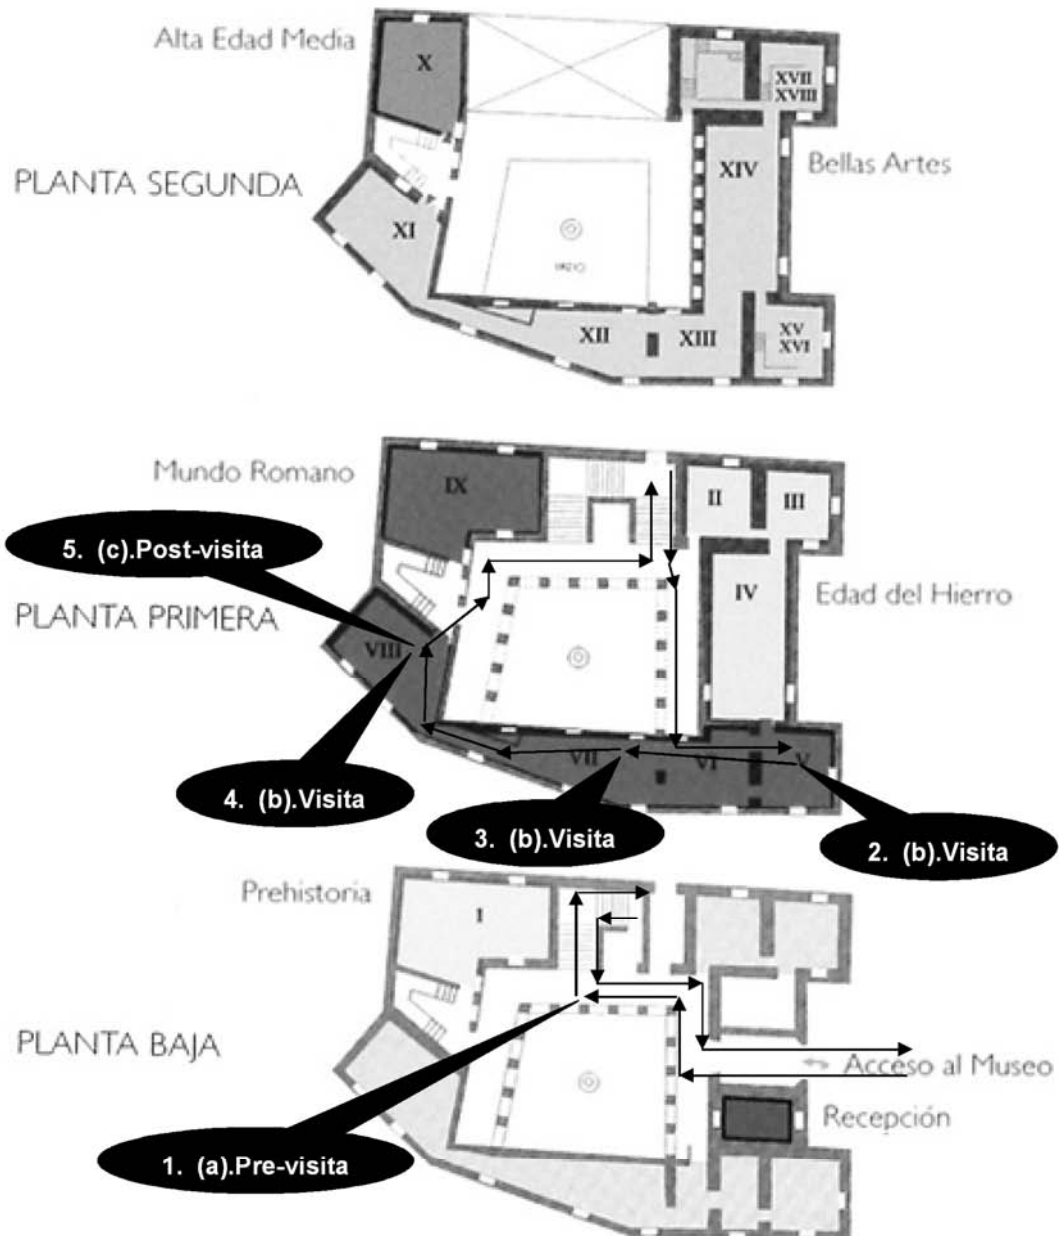 Alta Edad Media
X
XVII
XVIII
XIV
Bellas Artes
PLANTA SEGUNDA
XI
XII
XIII
XV
XVI
Mundo Romano
IX
II
III
5. (c).Post-visita
IV
Edad del Hierro
PLANTA PRIMERA
VIII
VII
VI
V
4. (b).Visita
3. (b).Visita
2. (b).Visita
Prehistoria
I
PLANTA BAJA
Acceso al Museo
Recepción
1. (a).Pre-visita